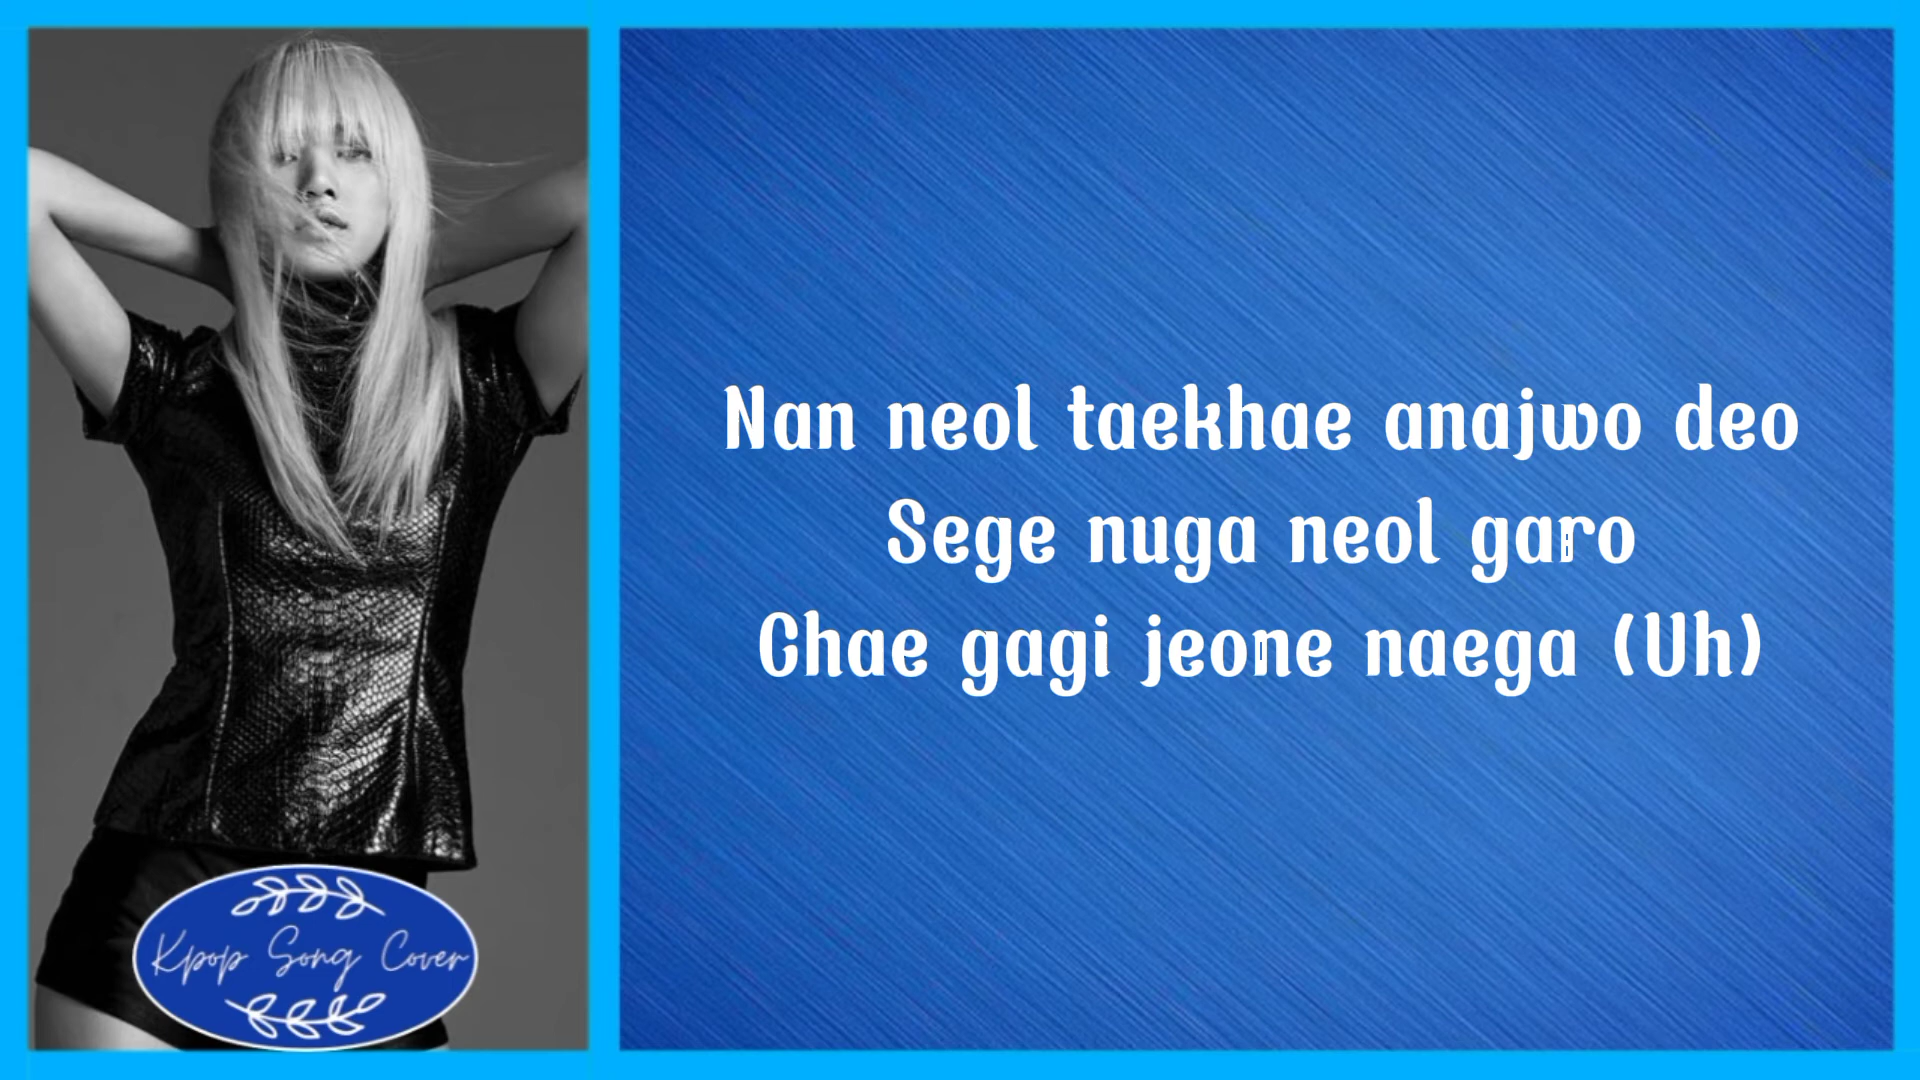 Nan neol taekhae anajwo deo
Sege nuga neol garo
Chae gagi jeone naega (Uh)
Kpop Song Cover